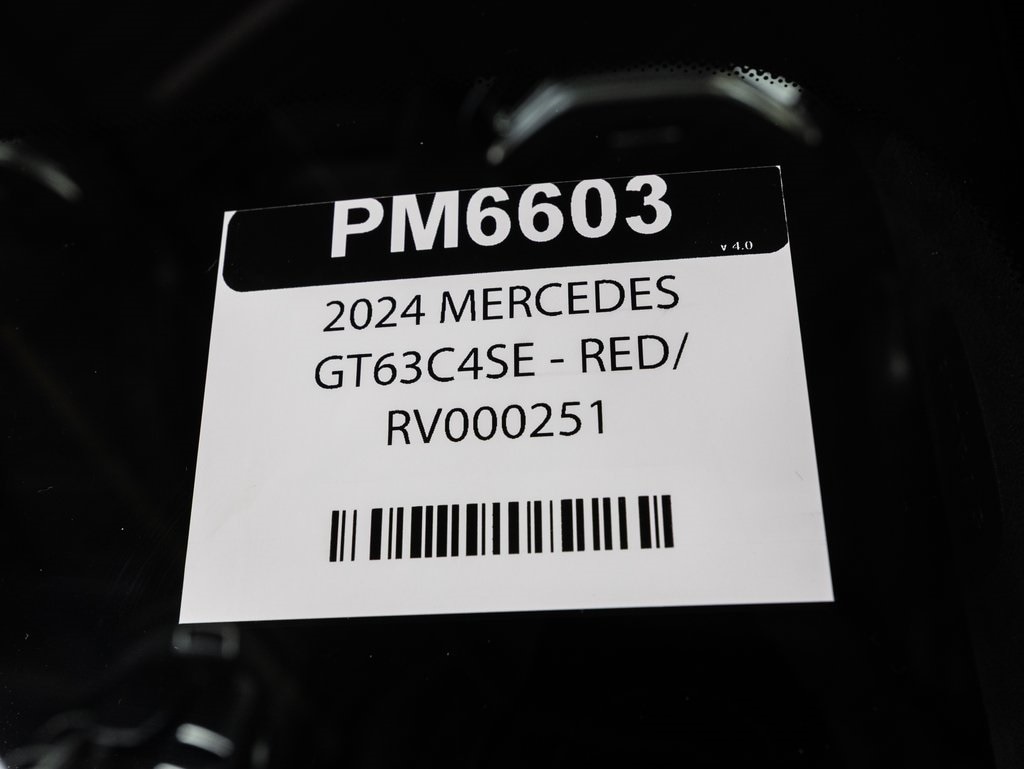 PM6603
v 4.0
2024 MERCEDES
GT63C4SE - RED/
RV000251